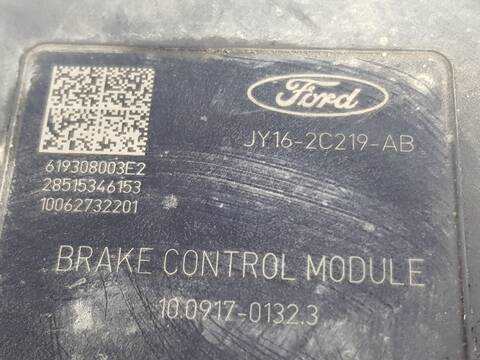 Ford
JY16-2C219-AB
619308003E2
28515346153
10062732201
BRAKE CONTROL MODULE
10.0917-0132.3